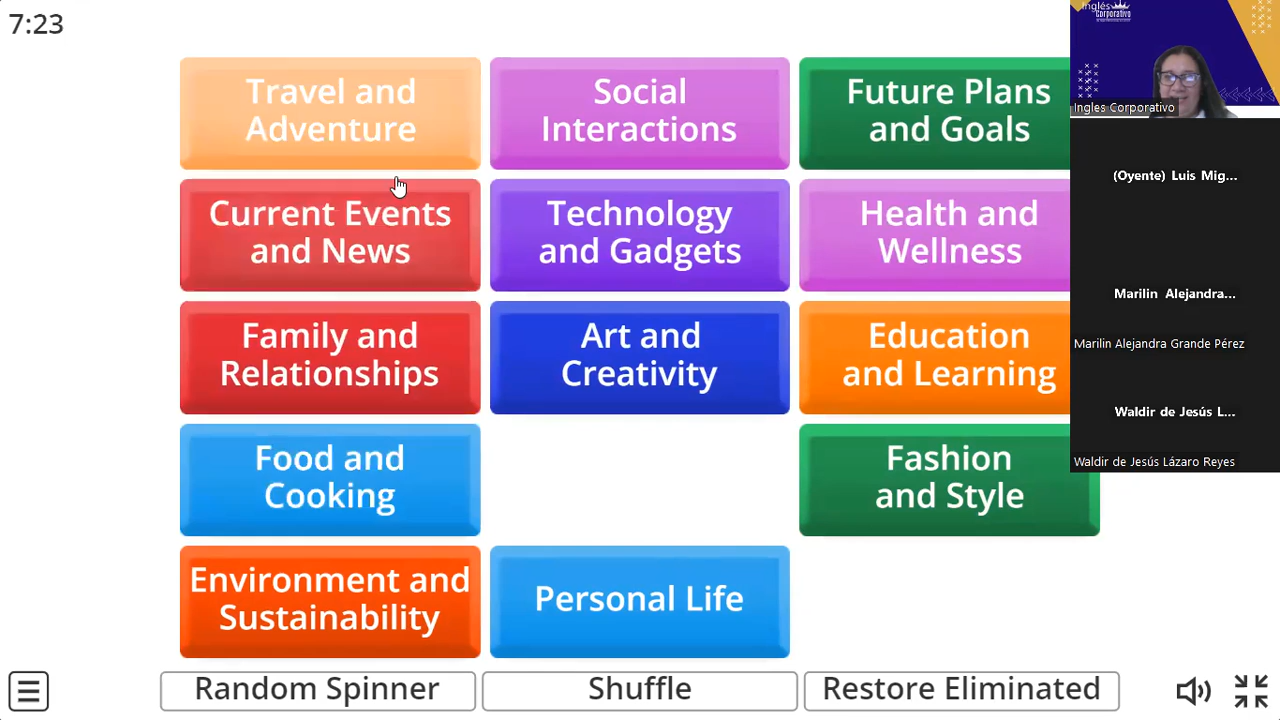 7:23
Travel and
Adventure
Social
Interactions
Future Plans
and Goals
Current Events
and News
Technology
and Gadgets
Health and
Wellness
Family and
Relationships
Art and
Creativity
Education
and Learning
Food and
Cooking
Fashion
and Style
Environment and
Sustainability
Personal Life
Random Spinner
Shuffle
Restore Eliminated
Inglés
Corporativo
Ingles Corporativo
(Oyente) Luis Mig...
Marilin Alejandra...
Marilin Alejandra Grande Pérez
Waldir de Jesús L...
Waldir de Jesús Lázaro Reyes